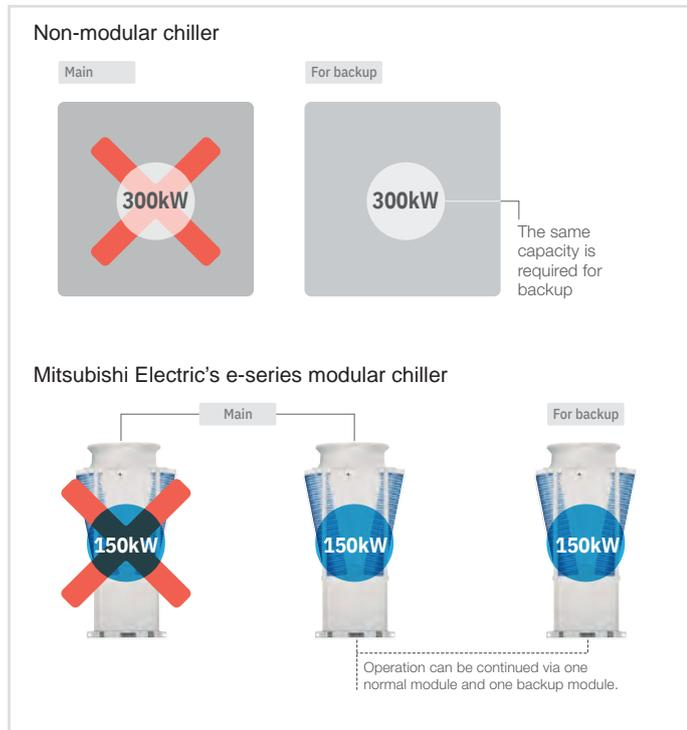 Non-modular chiller
Main
For backup
300kW
300kW
The same
capacity is
required for
backup
Mitsubishi Electric’s e-series modular chiller
Main
For backup
150kW
150kW
150kW
Operation can be continued via one
normal module and one backup module.